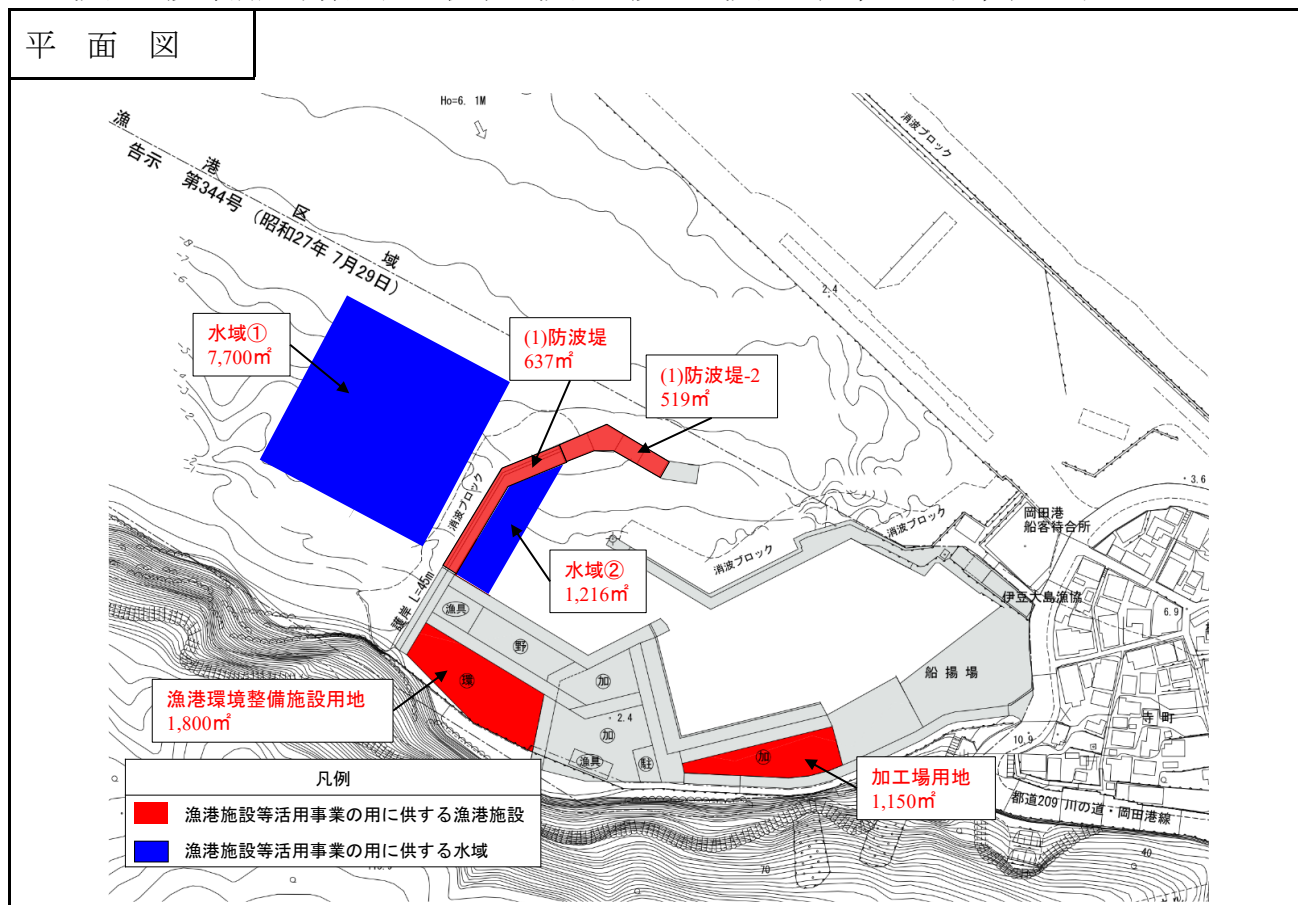 平 面 図
Ho=6. 1M
消波ブロック
漁 港 区 域
告示 第344号 (昭和27年 7月29日)
-8
-7
-6
-5
2.4
水域①
7,700㎡
(1)防波堤
637㎡
(1)防波堤-2
519㎡
3.6
消波ブロック
岡田港
船客待合所
消波ブロック
消波ブロック
水域②
1,216㎡
護岸 L=45m
伊豆大島漁協
6.9
漁具
野
船 揚 場
環
加
漁港環境整備施設用地
1,800㎡
2.4
加
寺 町
10.9
漁具
駐
加
加工場用地
1,150㎡
都道209 川の道・岡田港線
凡例
漁港施設等活用事業の用に供する漁港施設
漁港施設等活用事業の用に供する水域
70
40